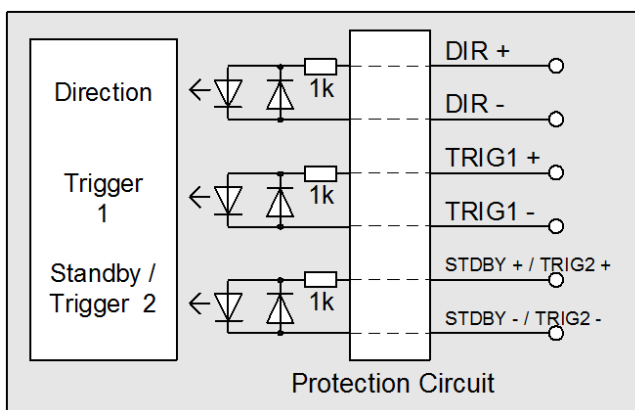 Direction
1k
DIR +
DIR -
Trigger
1
1k
TRIG1 +
TRIG1 -
Standby /
Trigger 2
1k
STDBY + / TRIG2 +
STDBY - / TRIG2 -
Protection Circuit